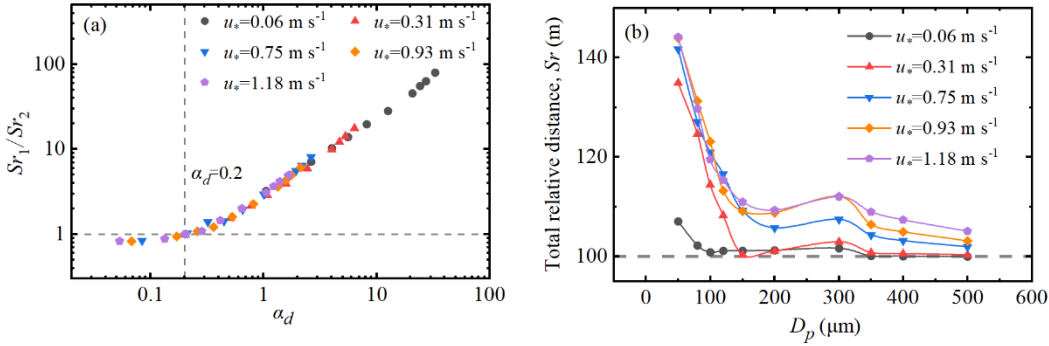 (a)
u*=0.06 m s⁻¹
u*=0.31 m s⁻¹
u*=0.75 m s⁻¹
u*=0.93 m s⁻¹
u*=1.18 m s⁻¹
αd=0.2
Sr₁/Sr₂
100
10
1
0.1
1
10
100
αd
(b)
u*=0.06 m s⁻¹
u*=0.31 m s⁻¹
u*=0.75 m s⁻¹
u*=0.93 m s⁻¹
u*=1.18 m s⁻¹
Total relative distance, Sr (m)
140
120
100
0
100
200
300
400
500
600
Dp (μm)